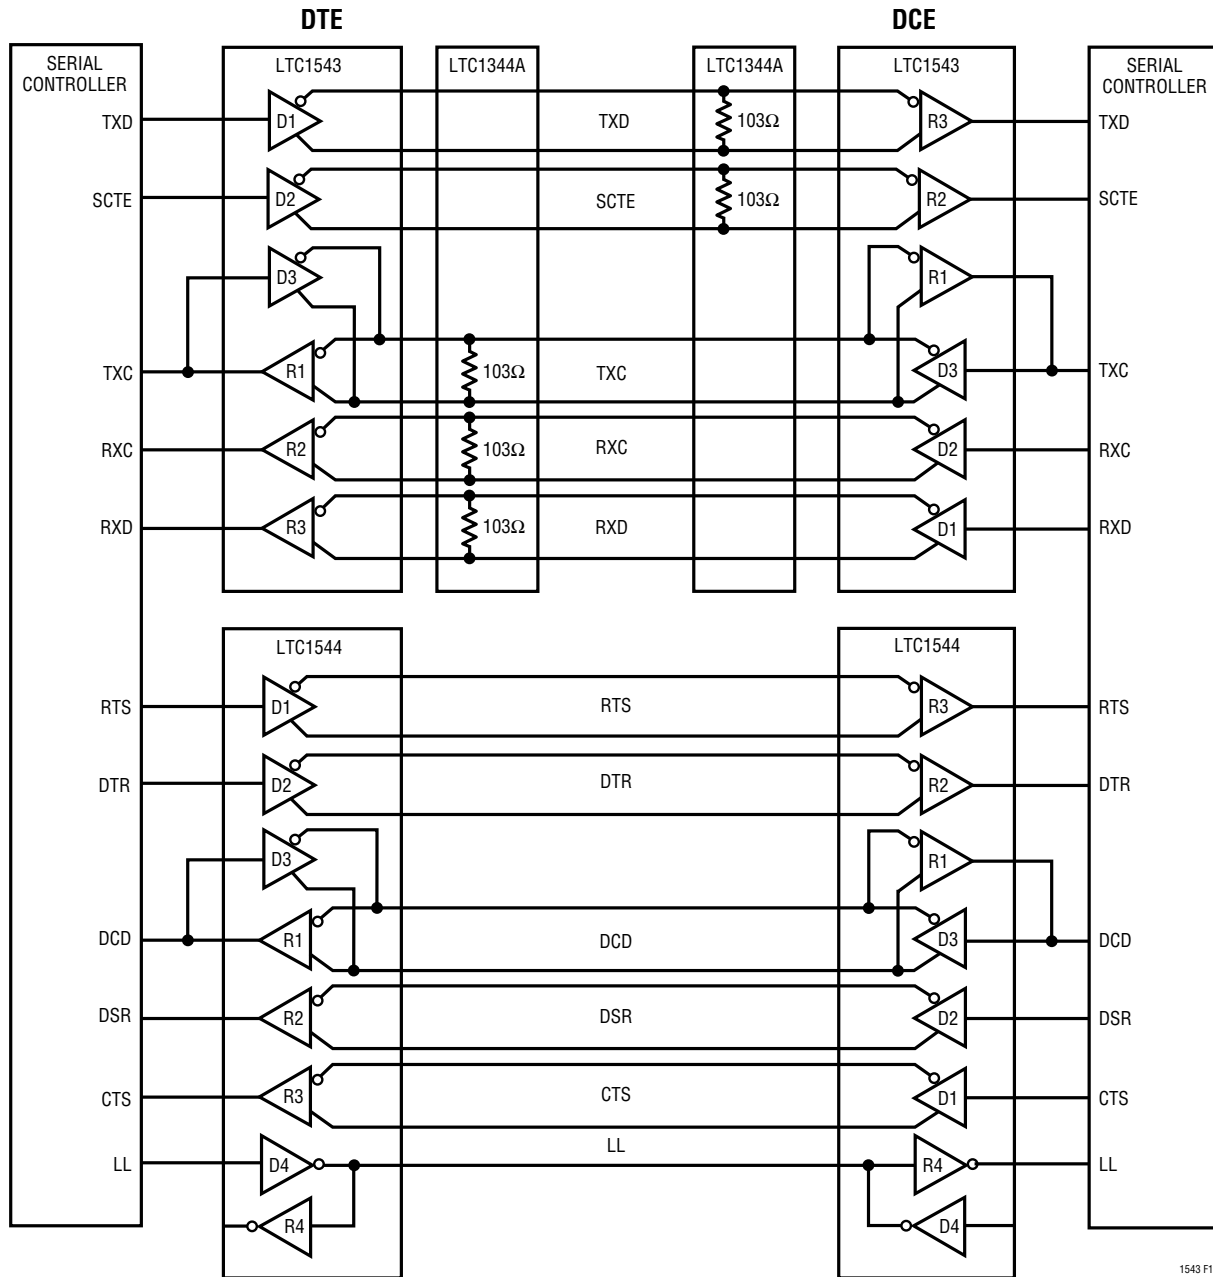 DTE
DCE
SERIAL CONTROLLER
LTC1543
LTC1344A
LTC1344A
LTC1543
SERIAL CONTROLLER
TXD
D1
TXD
103Ω
R3
TXD
SCTE
D2
SCTE
103Ω
R2
SCTE
D3
R1
TXC
R1
103Ω
TXC
D3
TXC
RXC
R2
103Ω
RXC
D2
RXC
RXD
R3
103Ω
RXD
D1
RXD
LTC1544
LTC1544
RTS
D1
RTS
R3
RTS
DTR
D2
DTR
R2
DTR
D3
R1
DCD
R1
DCD
D3
DCD
DSR
R2
DSR
D2
DSR
CTS
R3
CTS
D1
CTS
LL
D4
LL
R4
LL
R4
D4
1543 F1